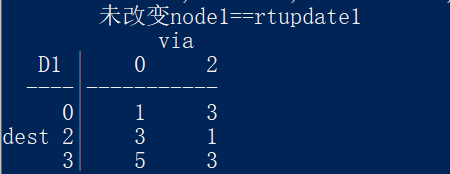 未改变node1==rtupdate1
via
D1 | 0 2
---- | -----------
0 | 1 3
dest 2 | 3 1
3 | 5 3